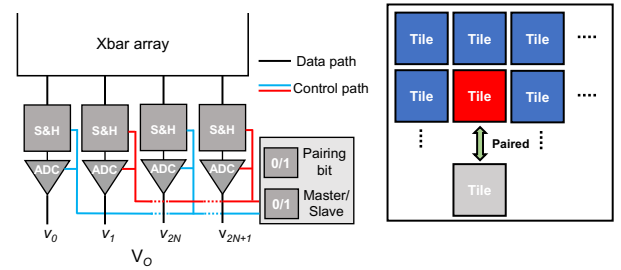 Xbar array
Data path
Control path
S&H S&H S&H S&H
ADC ADC ADC ADC
0/1 Pairing bit
0/1 Master/
Slave
v0 v1 v2N v2N+1
VO
Tile Tile Tile ....
Tile Tile Tile ....
Paired
Tile